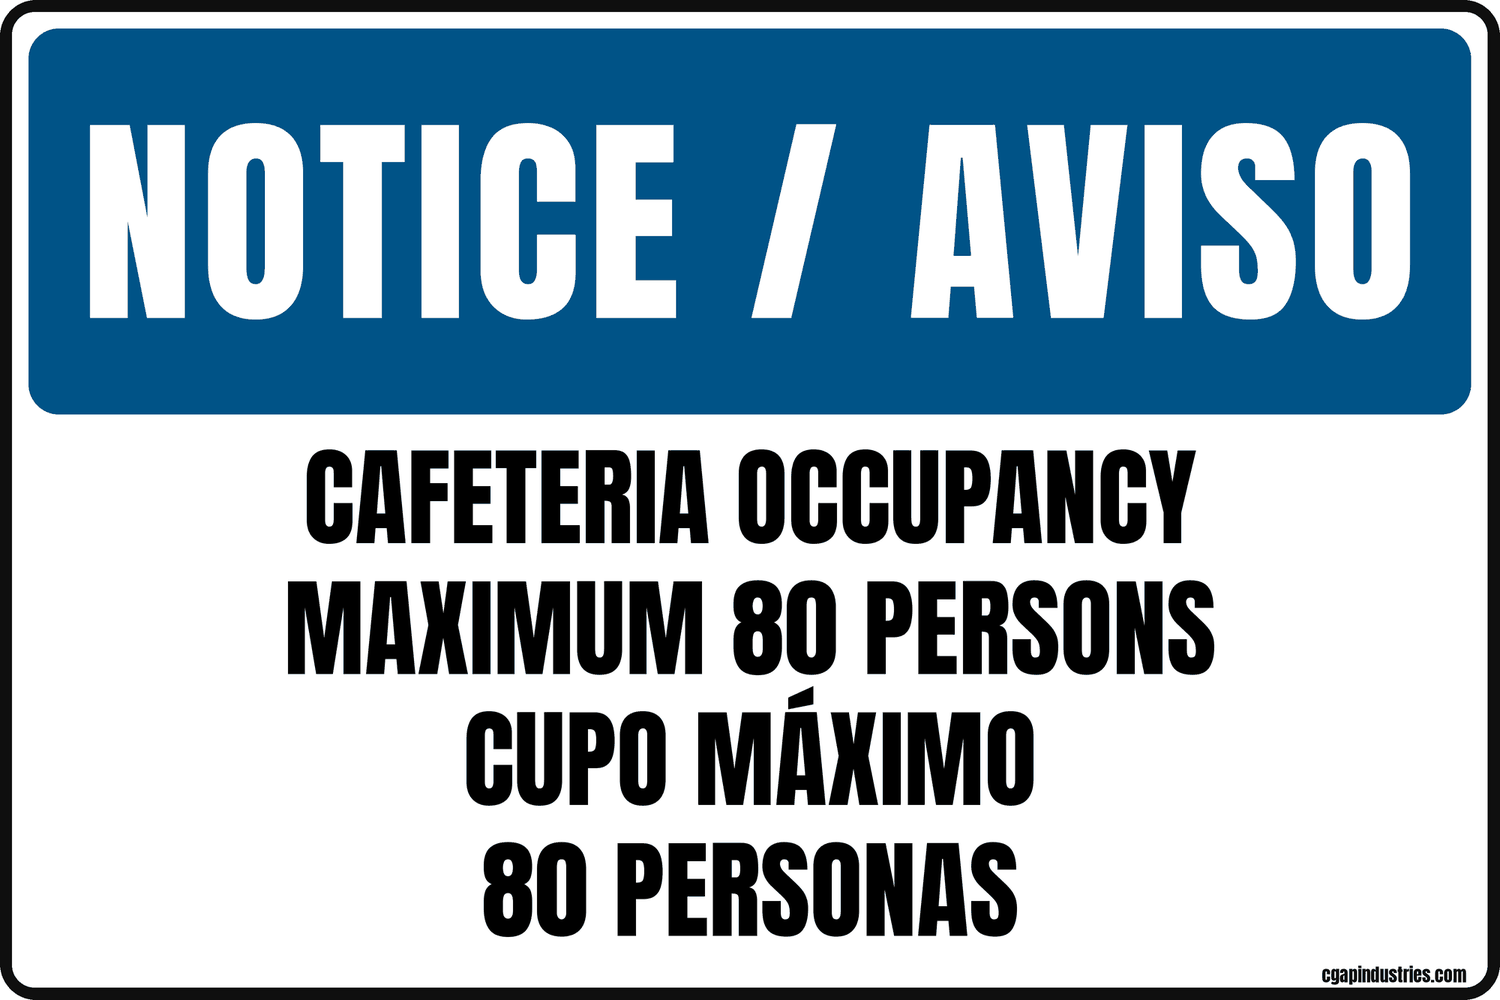 NOTICE / AVISO
CAFETERIA OCCUPANCY
MAXIMUM 80 PERSONS
CUPO MÁXIMO
80 PERSONAS
cgapindustries.com